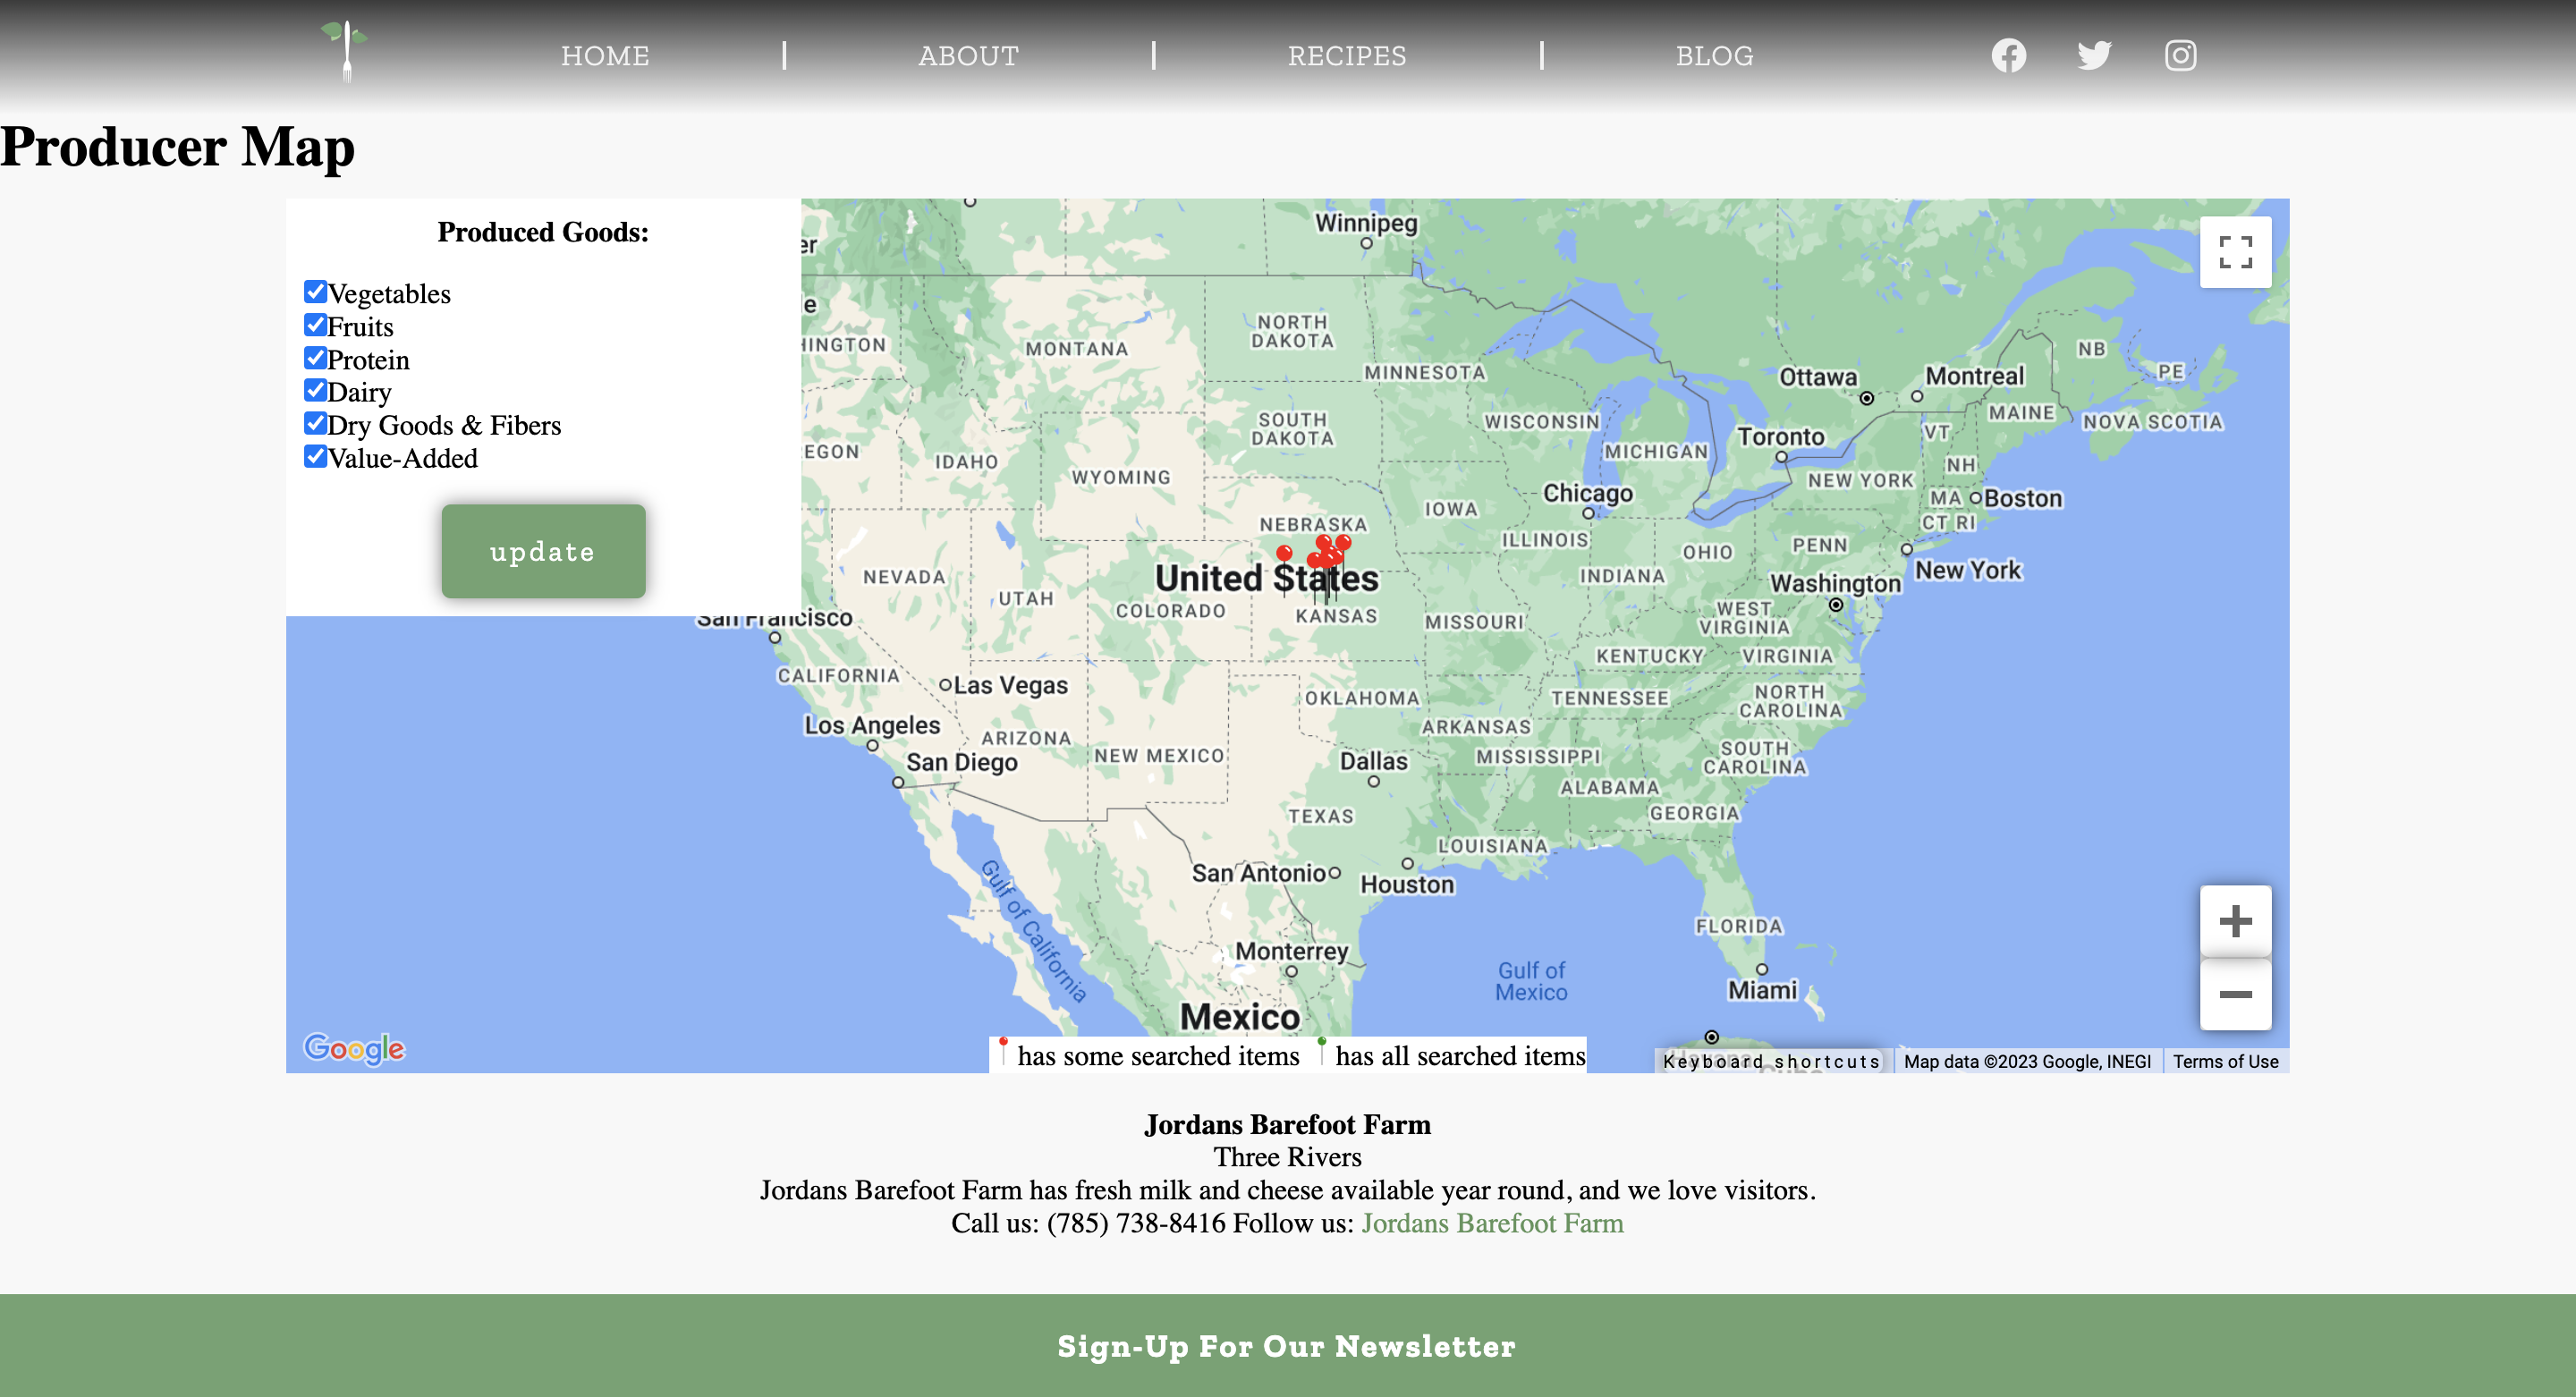 HOME | ABOUT | RECIPES | BLOG
Producer Map
Produced Goods:
Vegetables
Fruits
Protein
Dairy
Dry Goods & Fibers
Value-Added
update
Winnipeg
NORTH DAKOTA
MONTANA
MINNESOTA
Ottawa
Montreal
NB
PE
MAINE
NOVA SCOTIA
SOUTH DAKOTA
WISCONSIN
MICHIGAN
Toronto
VT
NH
IDAHO
WYOMING
NEW YORK
MA
Boston
CT RI
Chicago
IOWA
NEBRASKA
ILLINOIS
OHIO
PENN
INDIANA
New York
NEVADA
UTAH
United States
COLORADO
KANSAS
MISSOURI
Washington
WEST VIRGINIA
San Francisco
KENTUCKY
VIRGINIA
CALIFORNIA
Las Vegas
OKLAHOMA
TENNESSEE
NORTH CAROLINA
Los Angeles
ARIZONA
NEW MEXICO
ARKANSAS
MISSISSIPPI
SOUTH CAROLINA
San Diego
Dallas
ALABAMA
GEORGIA
TEXAS
LOUISIANA
San Antonio
Houston
Gulf of California
FLORIDA
Monterrey
Gulf of Mexico
Miami
Mexico
Google
has some searched items
has all searched items
Havana
Keyboard shortcuts
Map data ©2023 Google, INEGI
Terms of Use
Jordans Barefoot Farm
Three Rivers
Jordans Barefoot Farm has fresh milk and cheese available year round, and we love visitors.
Call us: (785) 738-8416 Follow us: Jordans Barefoot Farm
Sign-Up For Our Newsletter